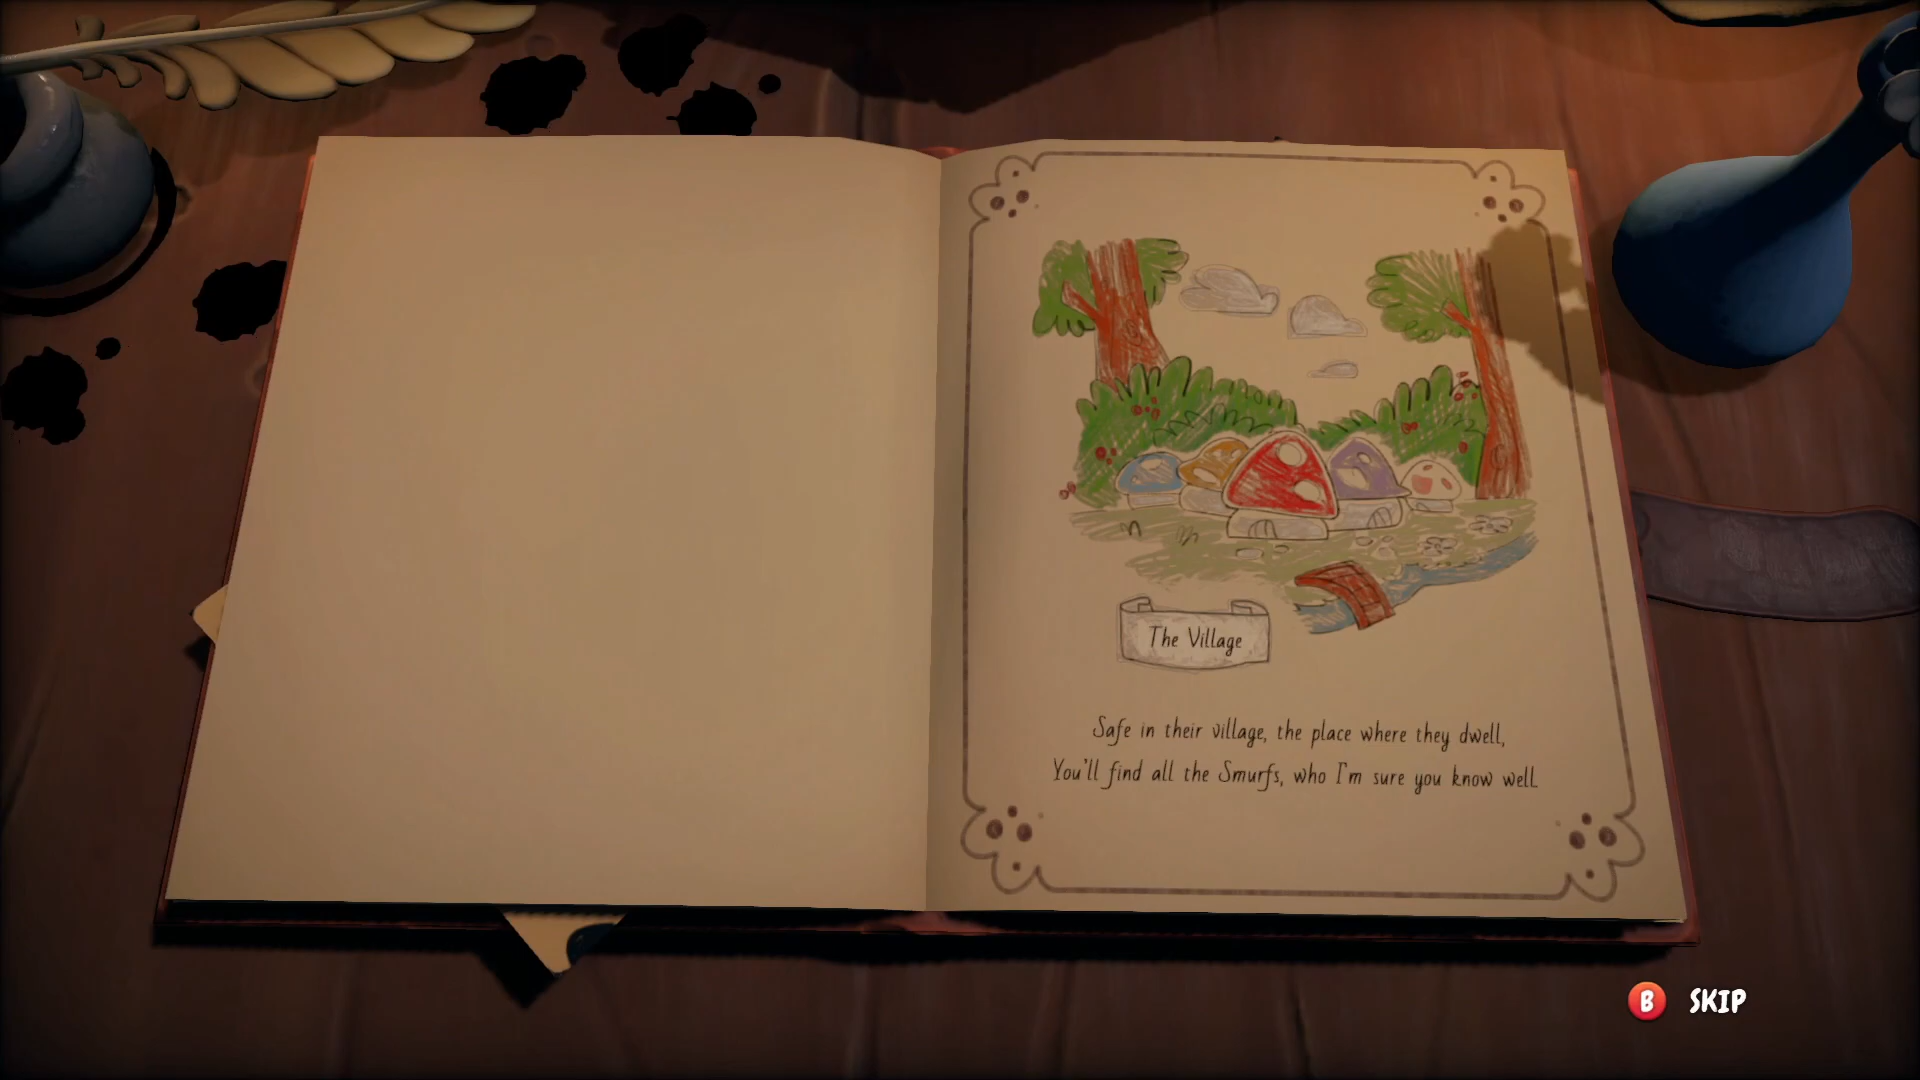 The Village
Safe in their village, the place where they dwell,
You'll find all the Smurfs, who I'm sure you know well.
B SKIP